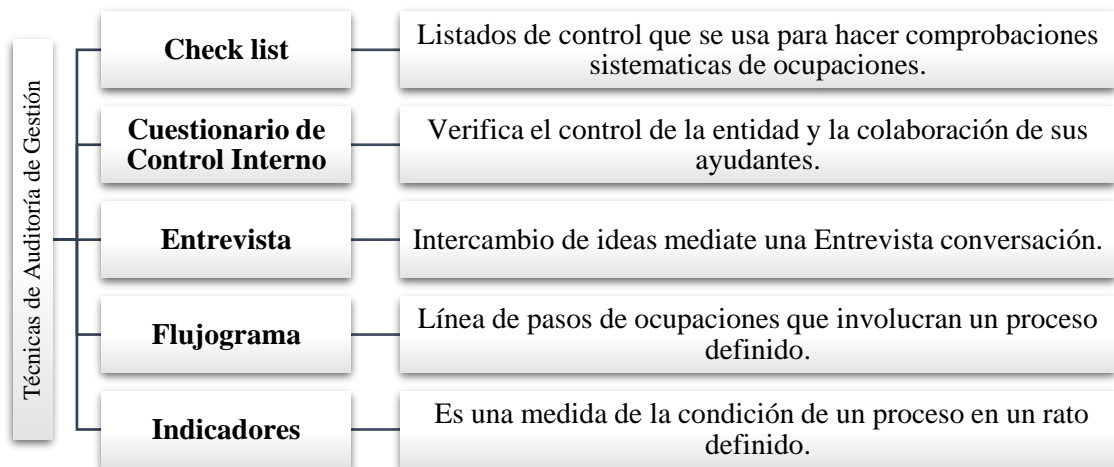 Técnicas de Auditoría de Gestión
Check list
Listados de control que se usa para hacer comprobaciones
sistematicas de ocupaciones.
Cuestionario de
Control Interno
Verifica el control de la entidad y la colaboración de sus
ayudantes.
Entrevista
Intercambio de ideas mediate una Entrevista conversación.
Flujograma
Línea de pasos de ocupaciones que involucran un proceso
definido.
Indicadores
Es una medida de la condición de un proceso en un rato
definido.